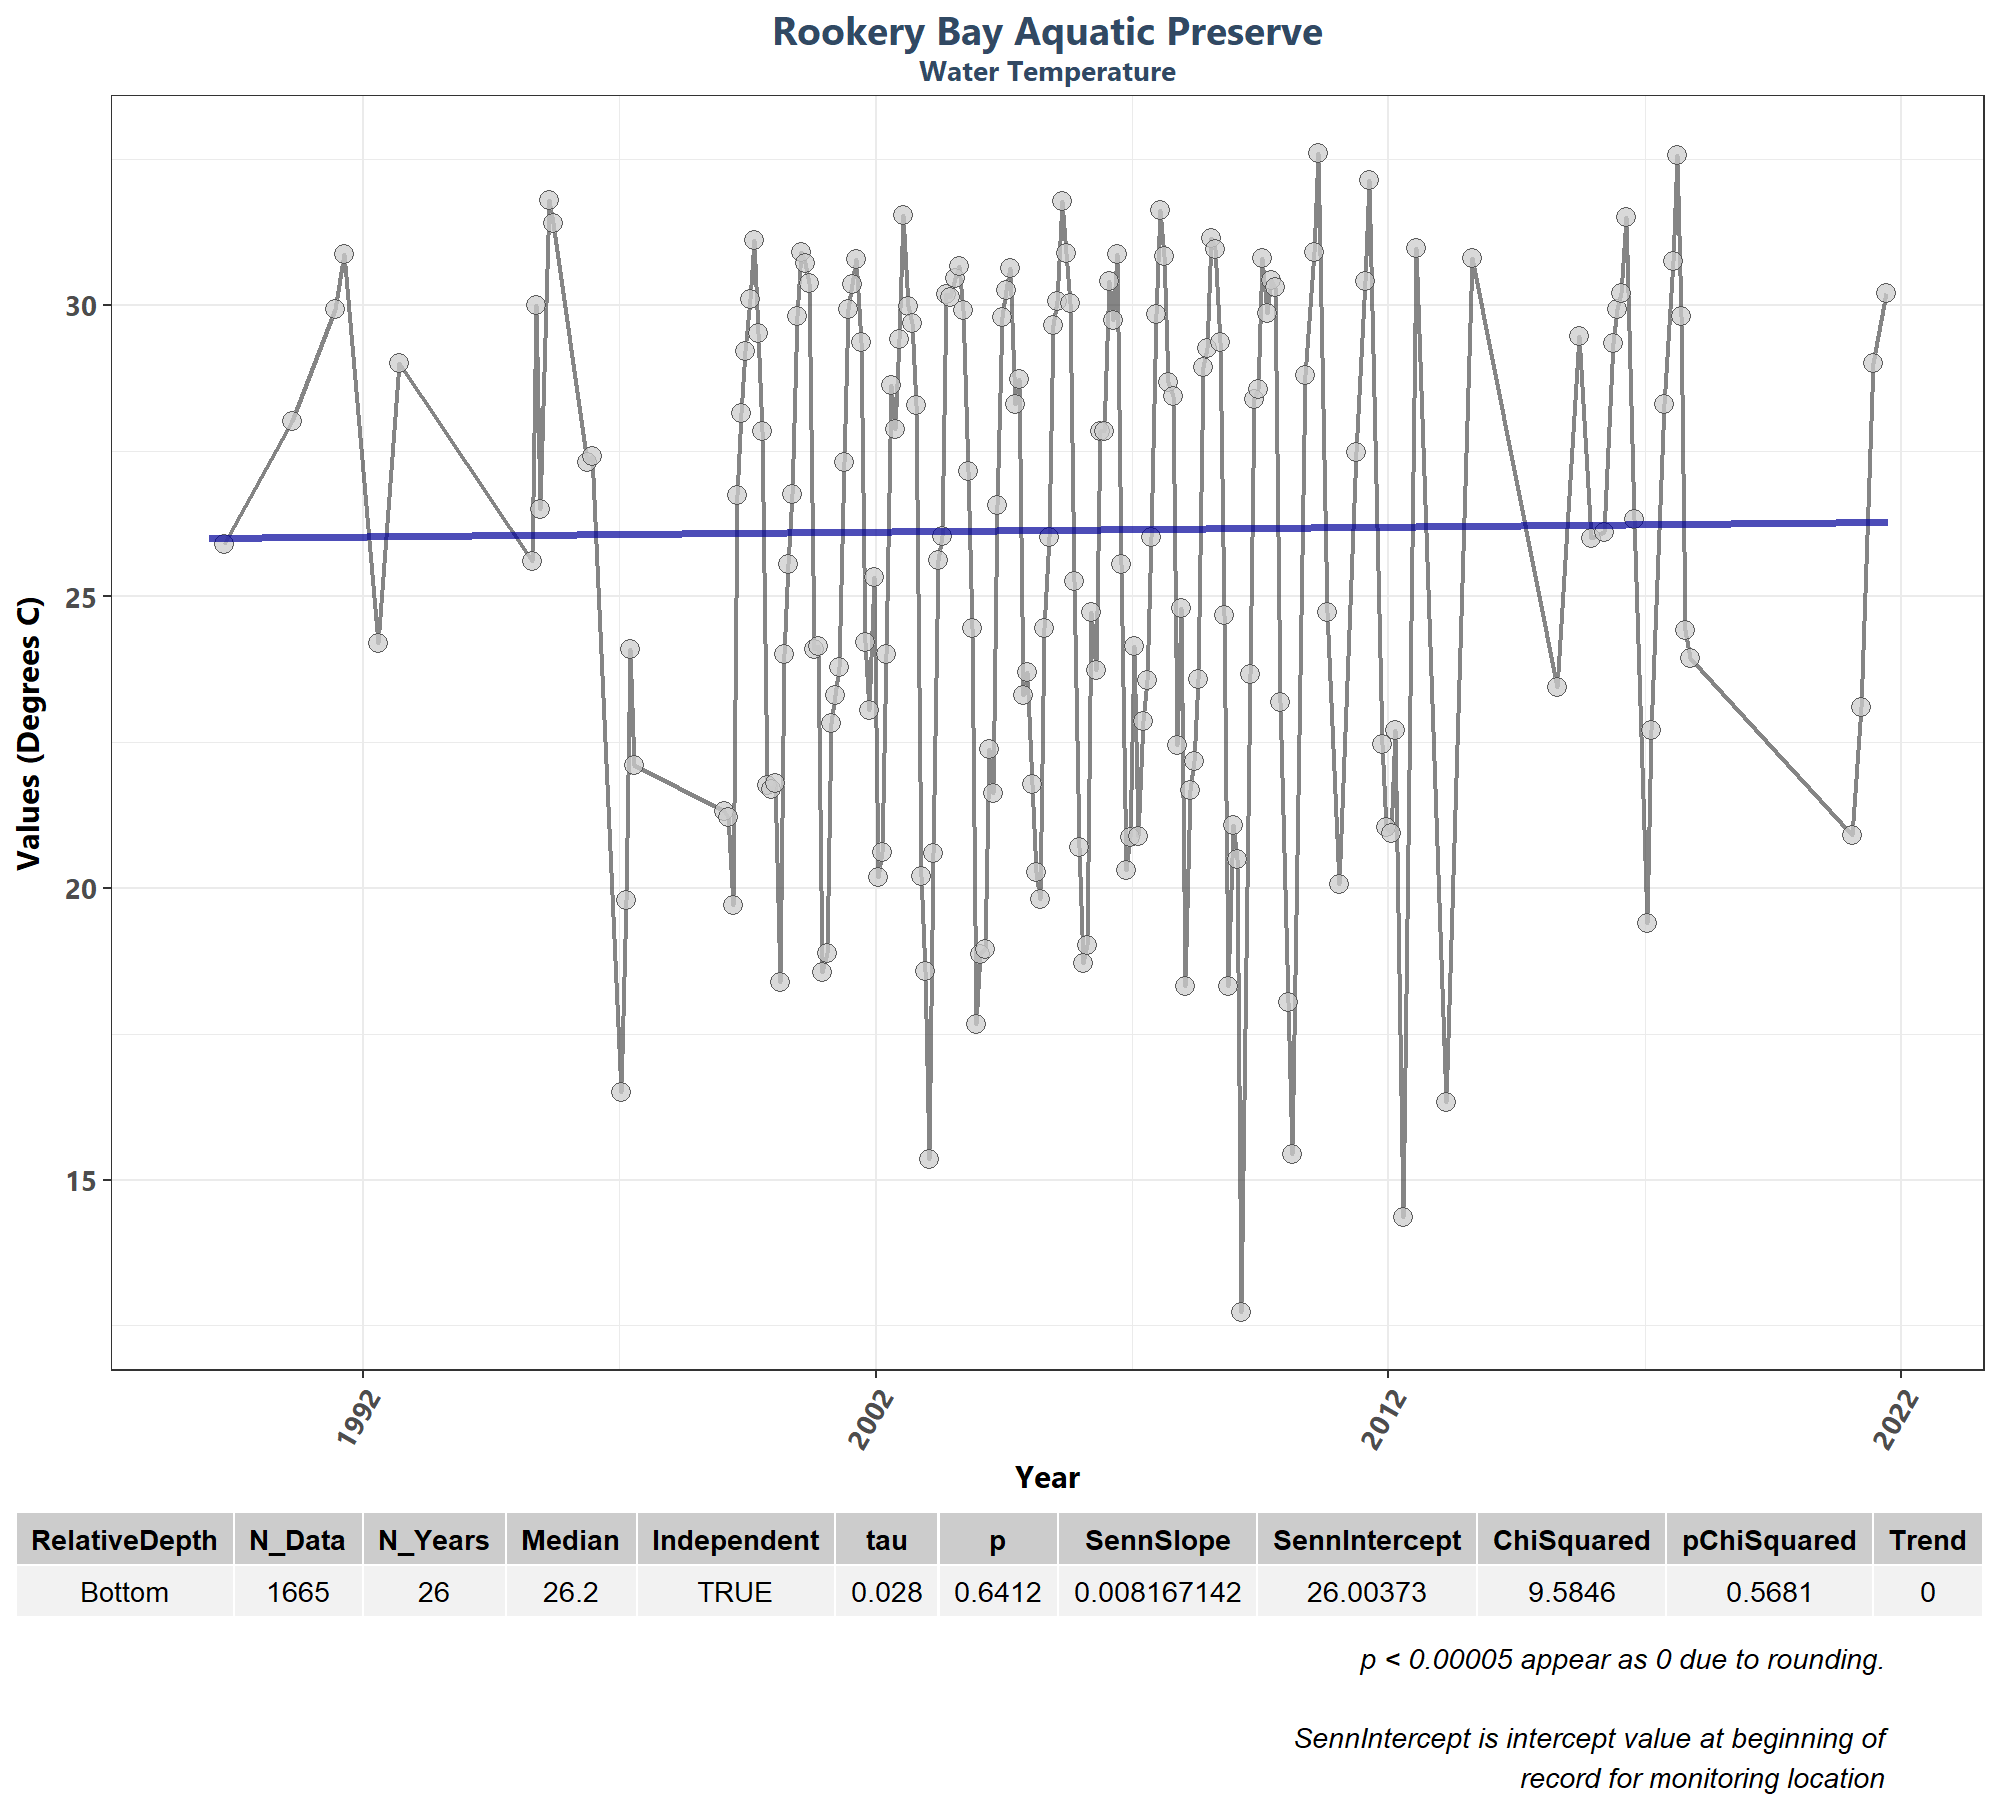 Rookery Bay Aquatic Preserve
Water Temperature
Values (Degrees C)
30
25
20
15
1992
2002
2012
2022
Year
RelativeDepth N_Data N_Years Median Independent tau p SennSlope SennIntercept ChiSquared pChiSquared Trend
Bottom 1665 26 26.2 TRUE 0.028 0.6412 0.008167142 26.00373 9.5846 0.5681 0
p < 0.00005 appear as 0 due to rounding.
SennIntercept is intercept value at beginning of
record for monitoring location